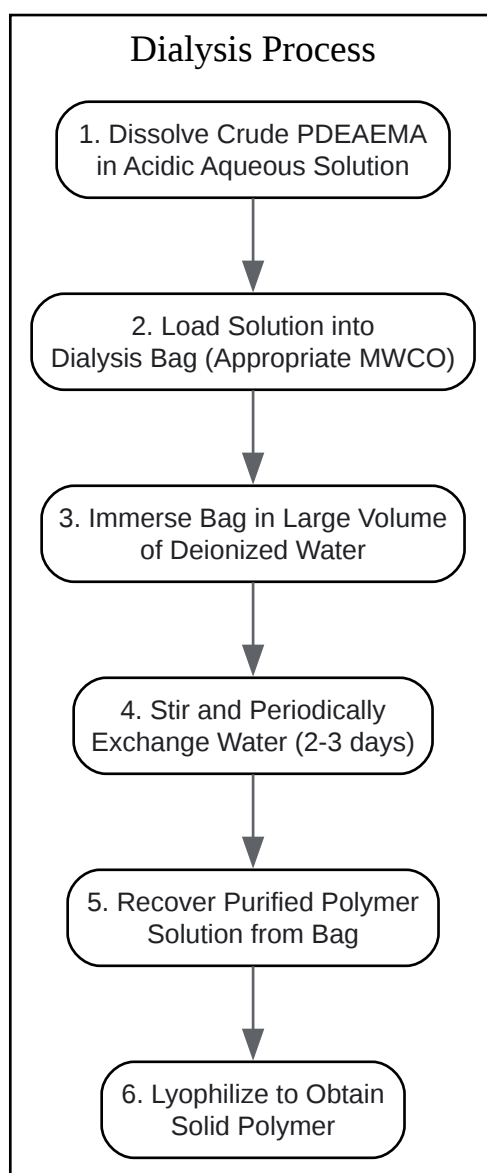 Dialysis Process
1. Dissolve Crude PDEAEMA
in Acidic Aqueous Solution
2. Load Solution into
Dialysis Bag (Appropriate MWCO)
3. Immerse Bag in Large Volume
of Deionized Water
4. Stir and Periodically
Exchange Water (2-3 days)
5. Recover Purified Polymer
Solution from Bag
6. Lyophilize to Obtain
Solid Polymer